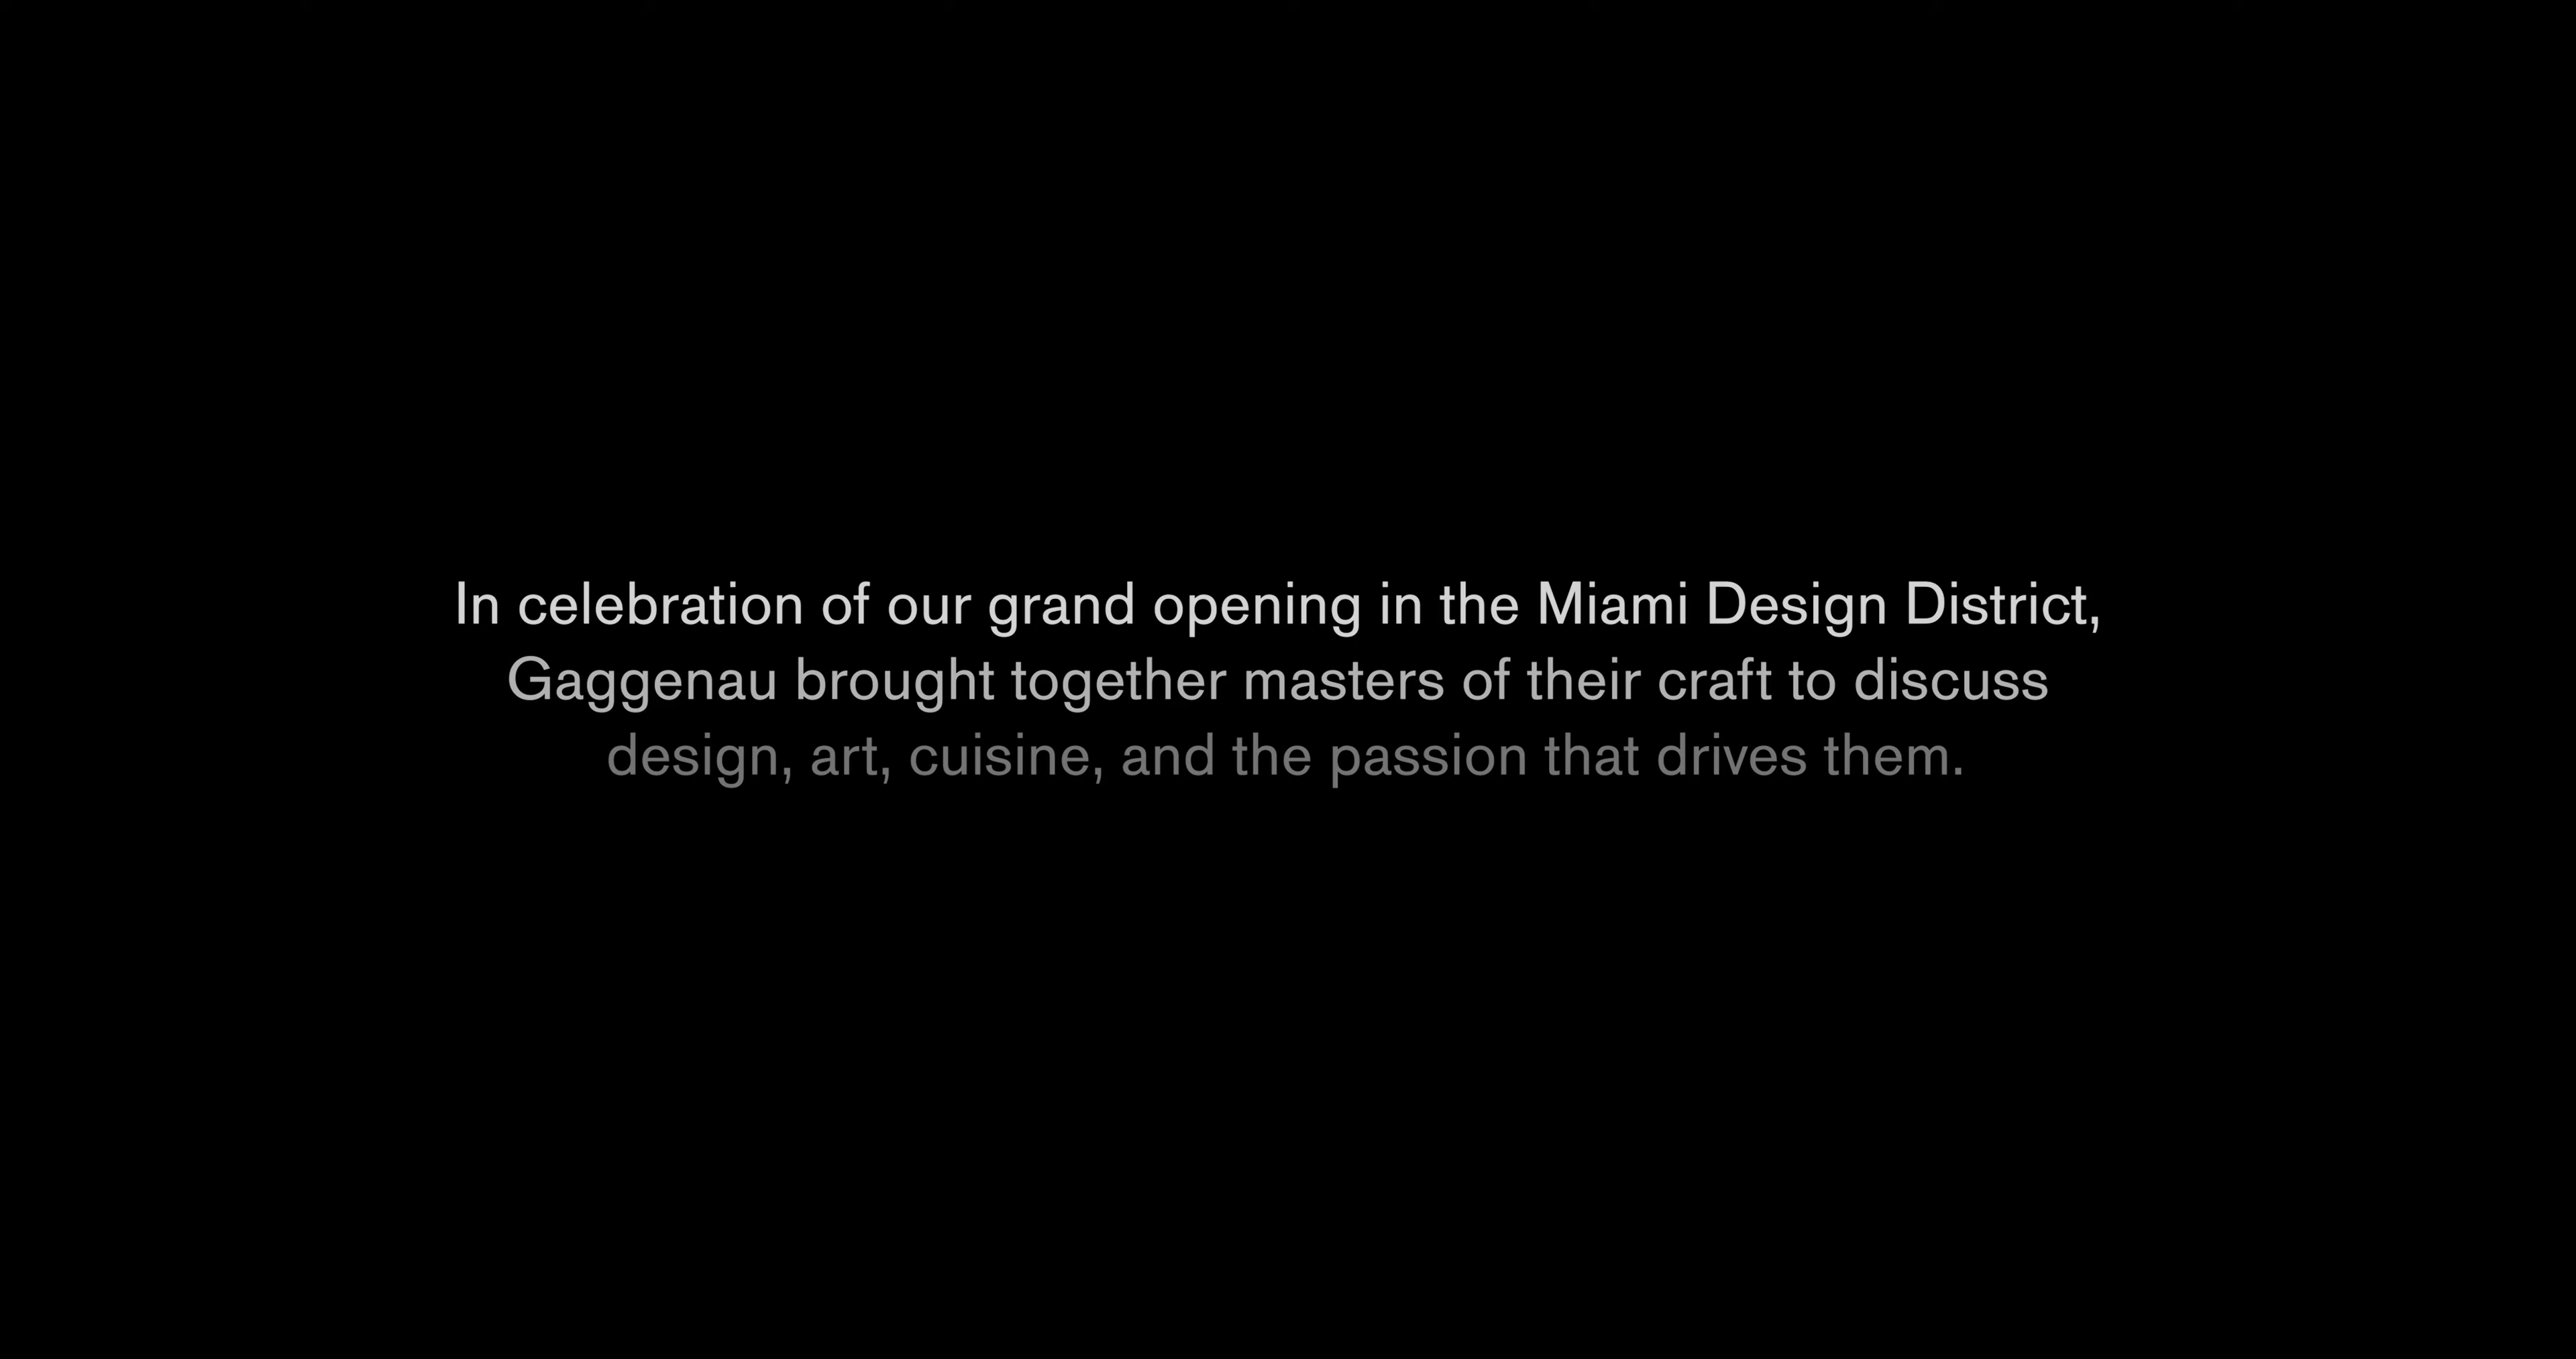 In celebration of our grand opening in the Miami Design District,
Gaggenau brought together masters of their craft to discuss
design, art, cuisine, and the passion that drives them.